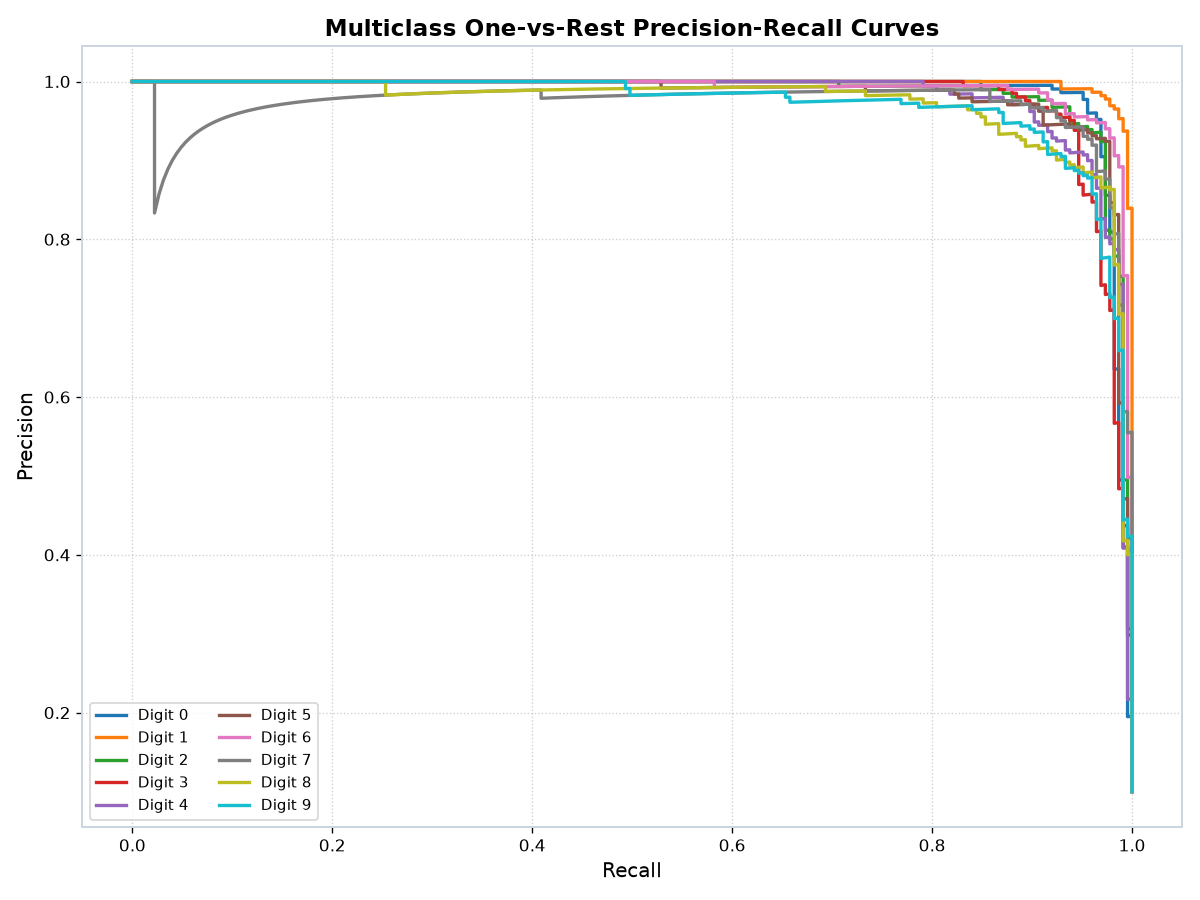 Multiclass One-vs-Rest Precision-Recall Curves
Precision
1.0
0.8
0.6
0.4
0.2
Digit 0
Digit 1
Digit 2
Digit 3
Digit 4
Digit 5
Digit 6
Digit 7
Digit 8
Digit 9
0.0
0.2
0.4
0.6
0.8
1.0
Recall